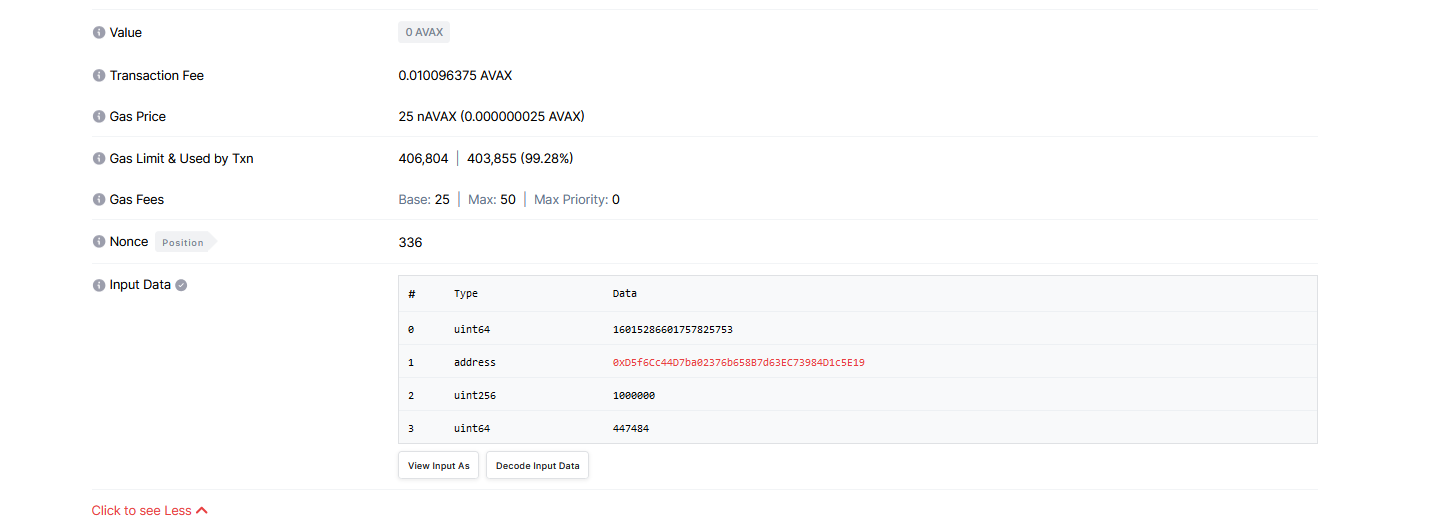 Value 0 AVAX
Transaction Fee 0.010096375 AVAX
Gas Price 25 nAVAX (0.000000025 AVAX)
Gas Limit & Used by Txn 406,804 | 403,855 (99.28%)
Gas Fees Base: 25 | Max: 50 | Max Priority: 0
Nonce Position 336
Input Data
# Type Data
0 uint64 16015286601757825753
1 address 0xD5f6Cc44D7ba02376b658B7d63EC73984D1c5E19
2 uint256 1000000
3 uint64 447484
View Input As Decode Input Data
Click to see Less